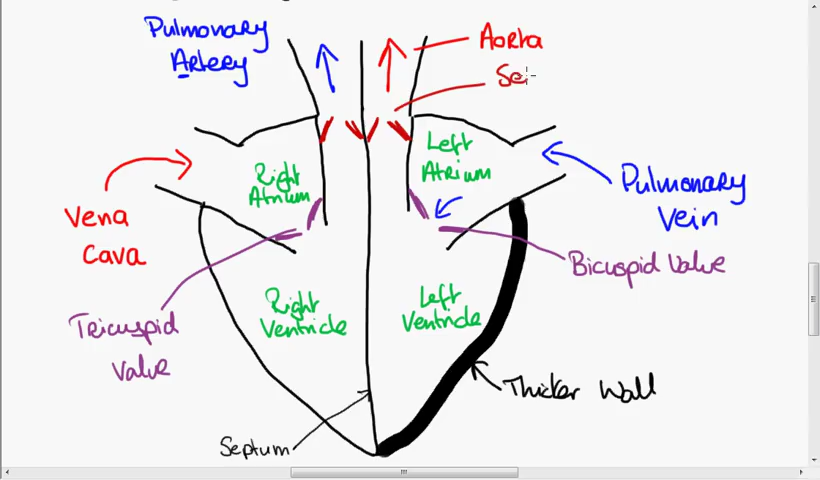 Pulmonary
Artery
Aorta
Se
Left
Atrium
Right
Atrium
Pulmonary
Vein
Vena
Cava
Bicuspid Valve
Right
Ventricle
Left
Ventricle
Tricuspid
Valve
Thicker Wall
Septum